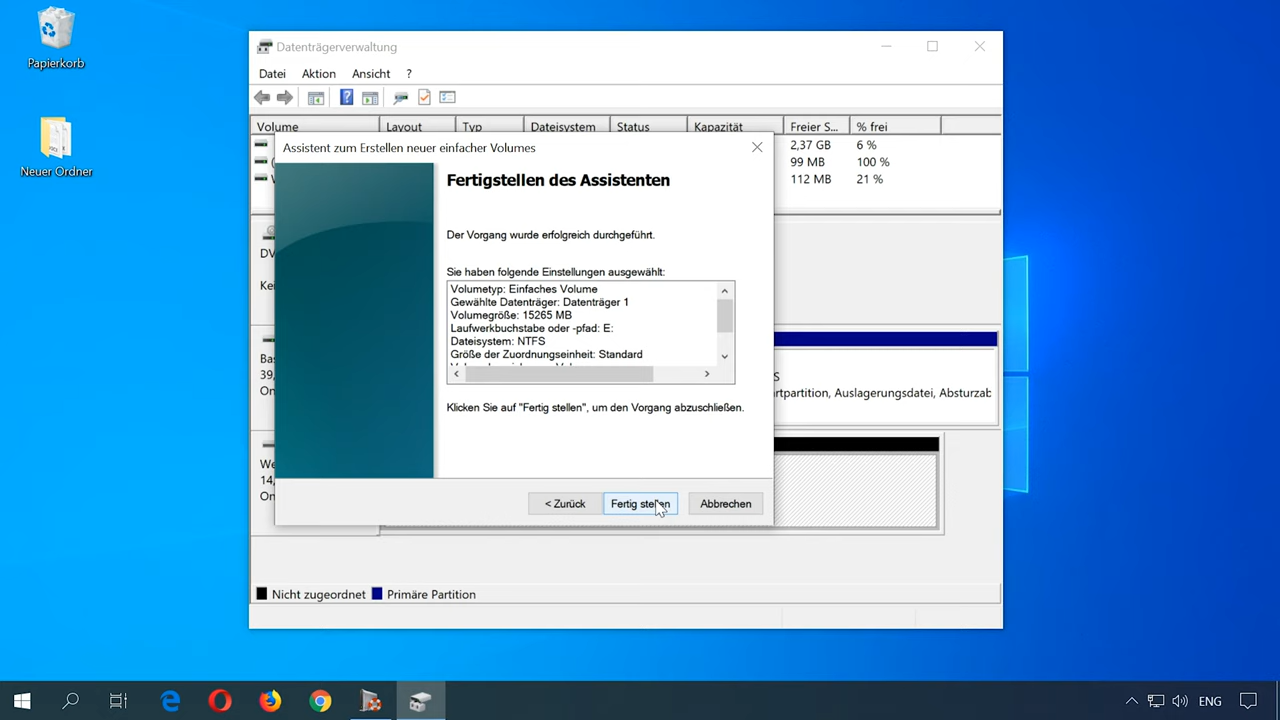 Papierkorb
Neuer Ordner
Datenträgerverwaltung
Datei Aktion Ansicht ?
Volume Layout Typ Dateisystem Status Kapazität Freier S... % frei
2,37 GB 6 %
99 MB 100 %
112 MB 21 %
Assistent zum Erstellen neuer einfacher Volumes
Fertigstellen des Assistenten
Der Vorgang wurde erfolgreich durchgeführt.
Sie haben folgende Einstellungen ausgewählt:
Volumetyp: Einfaches Volume
Gewählte Datenträger: Datenträger 1
Volumegröße: 15265 MB
Laufwerkbuchstabe oder -pfad: E:
Dateisystem: NTFS
Größe der Zuordnungseinheit: Standard
Klicken Sie auf "Fertig stellen", um den Vorgang abzuschließen.
< Zurück Fertig stellen Abbrechen
DV
Ke
Ba
39,
On
S
rtpartition, Auslagerungsdatei, Absturzab
We
14,
On
Nicht zugeordnet Primäre Partition
ENG